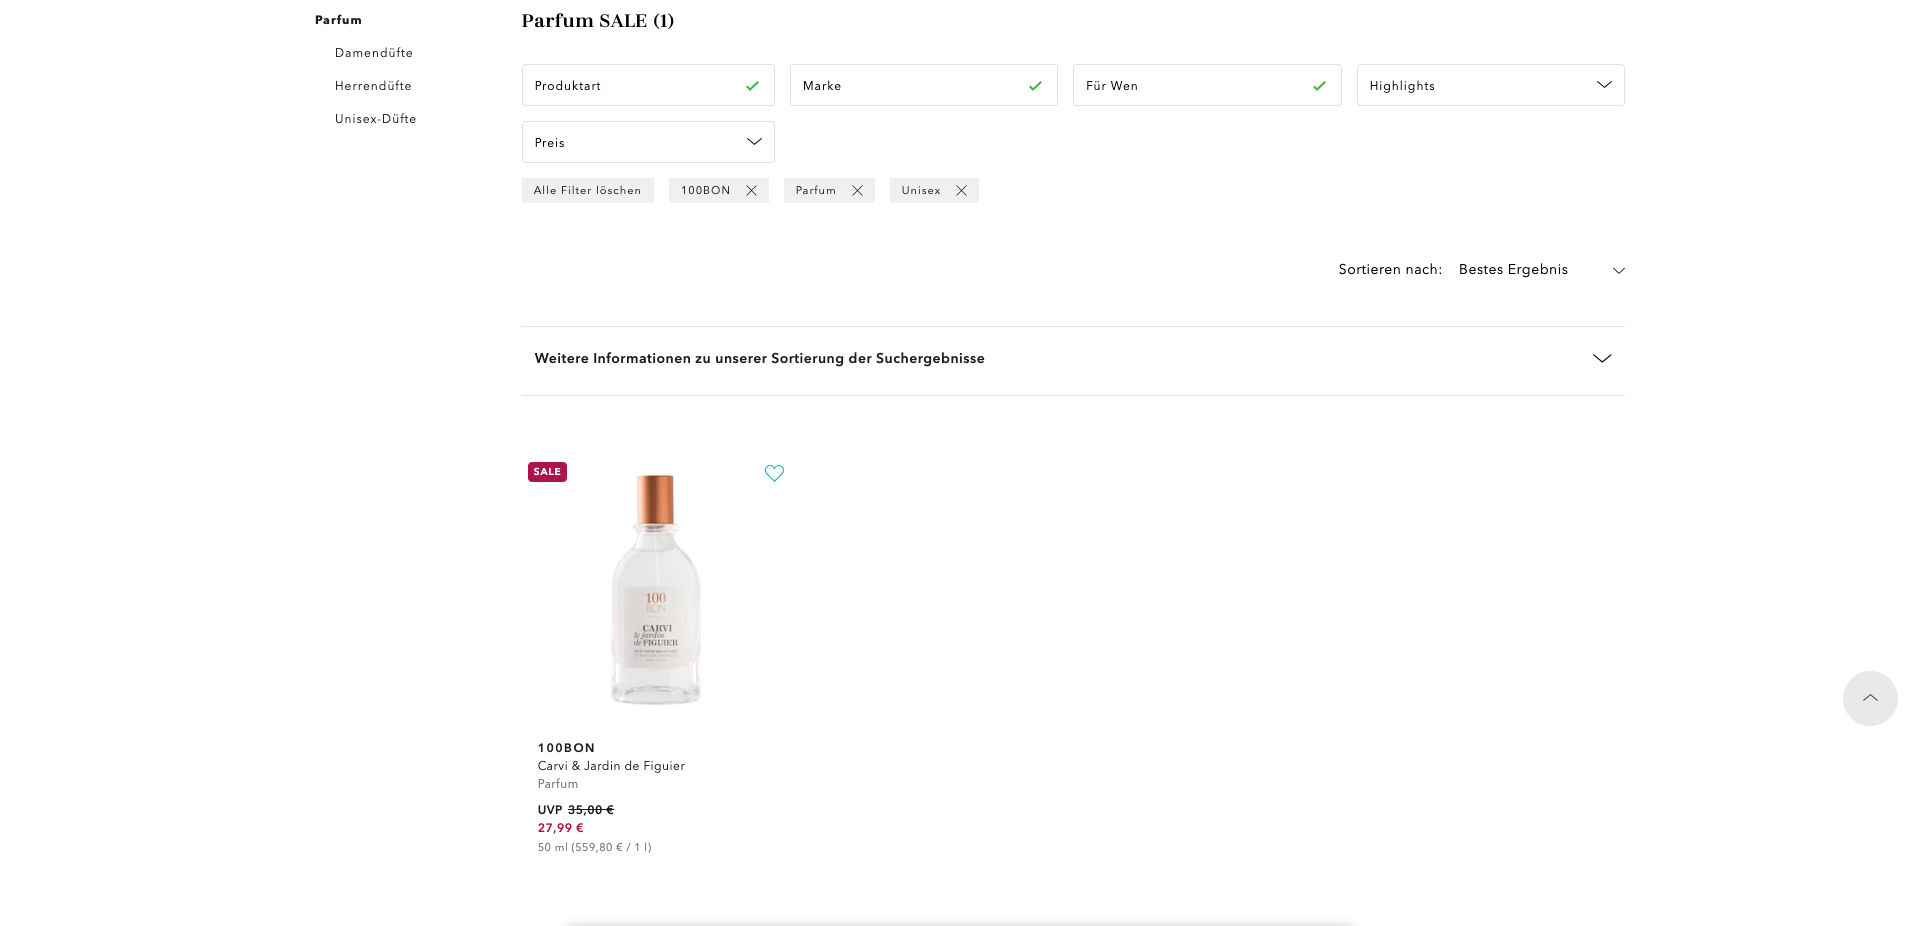 Parfum
Damendüfte
Herrendüfte
Unisex-Düfte
Parfum SALE (1)
Produktart
Marke
Für Wen
Highlights
Preis
Alle Filter löschen
100BON
Parfum
Unisex
Sortieren nach: Bestes Ergebnis
Weitere Informationen zu unserer Sortierung der Suchergebnisse
SALE
100
BON
CARVI
& jardin
de FIGUIER
100BON
Carvi & Jardin de Figuier
Parfum
UVP 35,00 €
27,99 €
50 ml (559,80 € / 1 l)